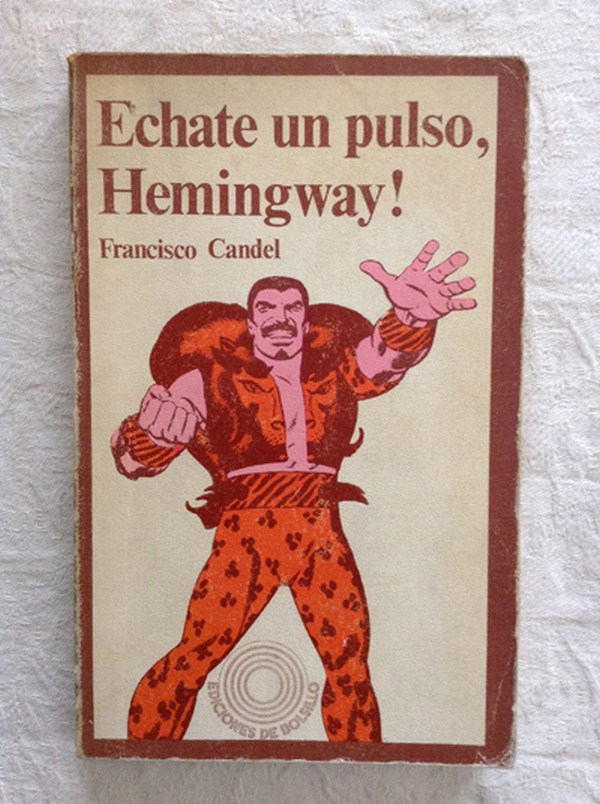 Echate un pulso,
Hemingway!
Francisco Candel
EDICIONES DE BOLSILLO